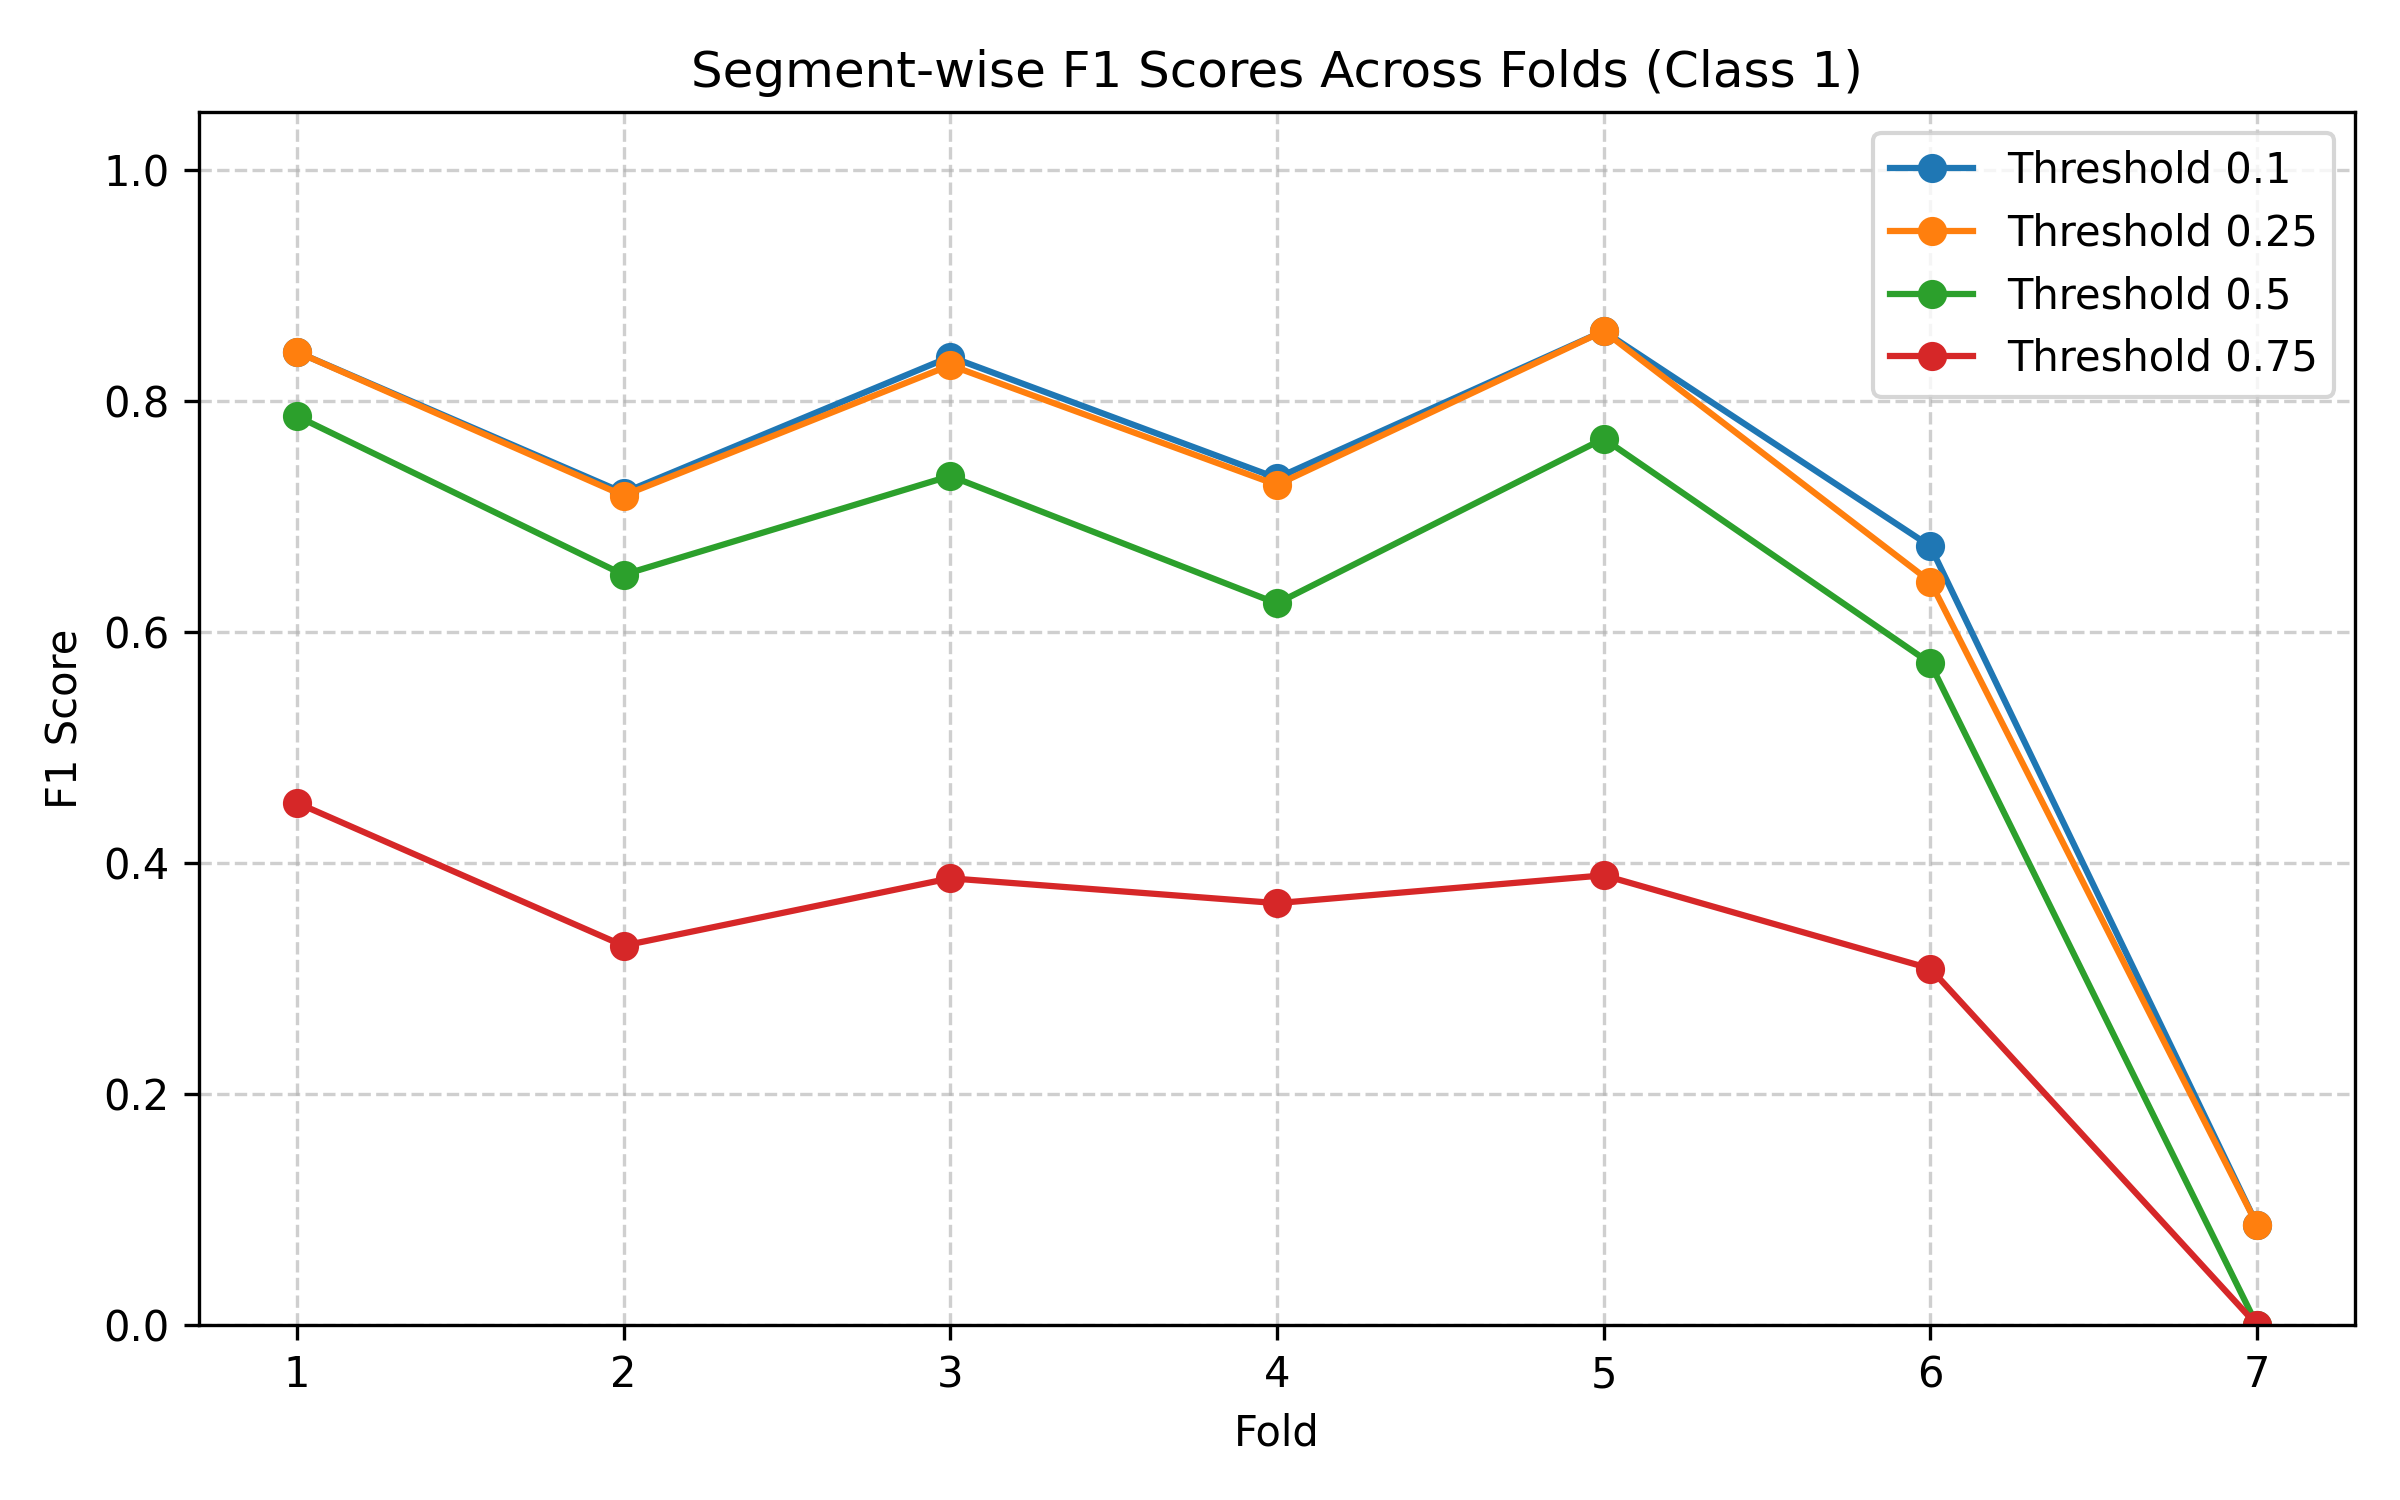 Segment-wise F1 Scores Across Folds (Class 1)
Threshold 0.1
Threshold 0.25
Threshold 0.5
Threshold 0.75
1.0
0.8
0.6
0.4
0.2
0.0
F1 Score
1 2 3 4 5 6 7
Fold